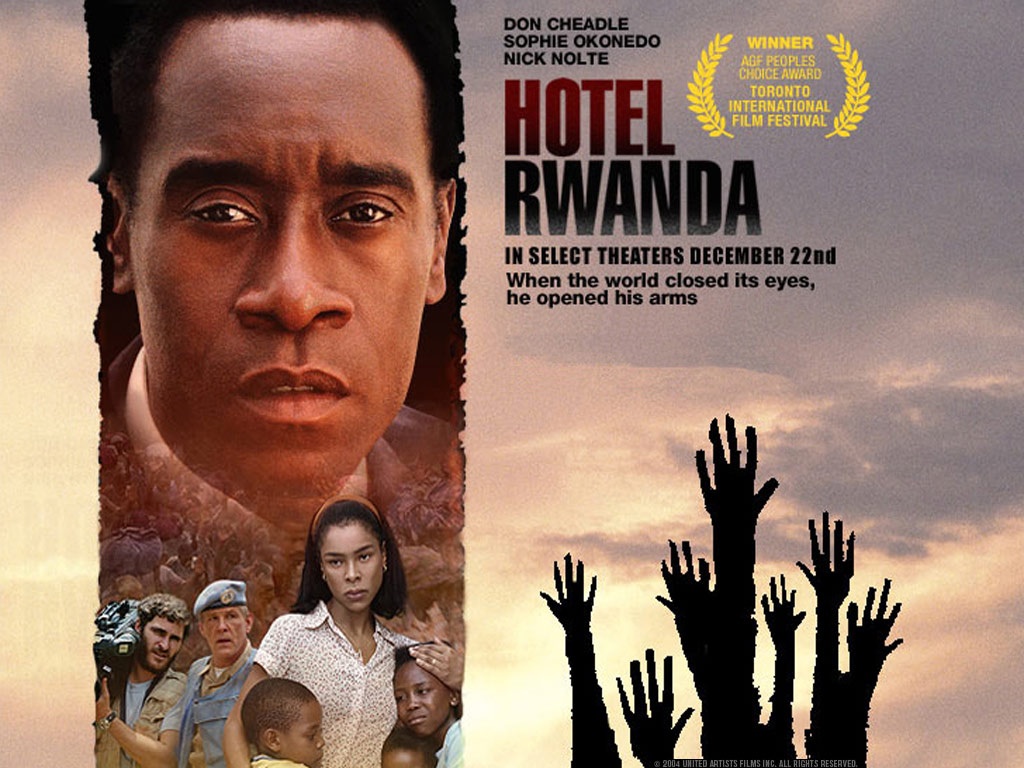 DON CHEADLE
SOPHIE OKONEDO
NICK NOLTE
HOTEL
RWANDA
IN SELECT THEATERS DECEMBER 22nd
When the world closed its eyes,
he opened his arms
WINNER
AGF PEOPLES
CHOICE AWARD
TORONTO
INTERNATIONAL
FILM FESTIVAL
© 2004 UNITED ARTISTS FILMS INC. ALL RIGHTS RESERVED.